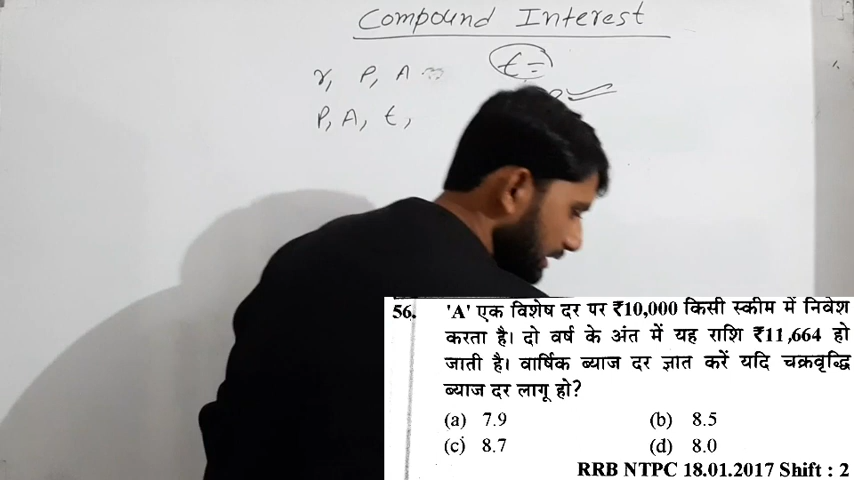 Compound Interest
r, P, A
t =
P, A, t,
56. 'A' एक विशेष दर पर ₹10,000 किसी स्कीम में निवेश
करता है। दो वर्ष के अंत में यह राशि ₹11,664 हो
जाती है। वार्षिक ब्याज दर ज्ञात करें यदि चक्रवृद्धि
ब्याज दर लागू हो?
(a) 7.9 (b) 8.5
(c) 8.7 (d) 8.0
RRB NTPC 18.01.2017 Shift : 2